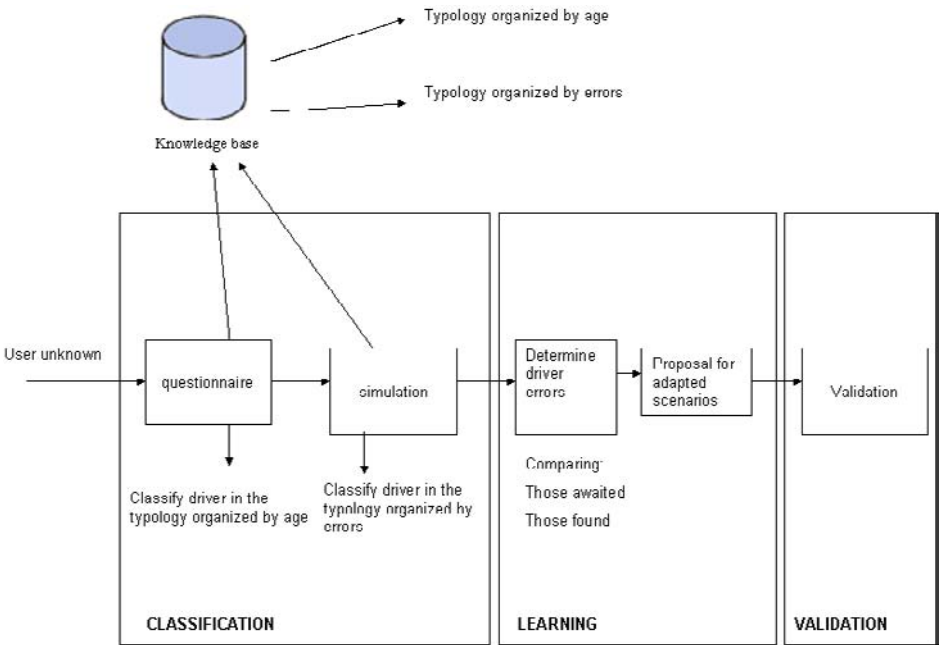 Typology organized by age
Typology organized by errors
Knowledge base
User unknown
questionnaire
simulation
Determine
driver
errors
Proposal for
adapted
scenarios
Validation
Classify driver in the
typology organized by age
Classify driver in the
typology organized by
errors
Comparing:
Those awaited
Those found
CLASSIFICATION
LEARNING
VALIDATION